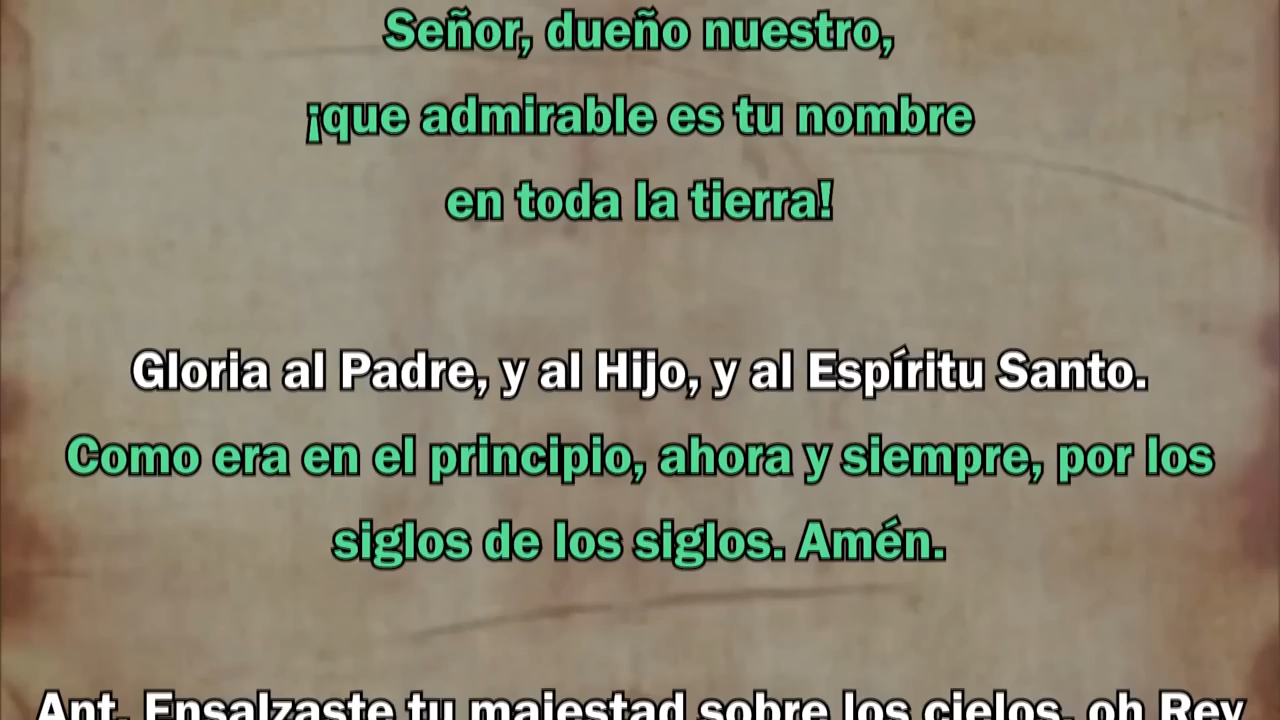 Señor, dueño nuestro,
¡que admirable es tu nombre
en toda la tierra!
Gloria al Padre, y al Hijo, y al Espíritu Santo.
Como era en el principio, ahora y siempre, por los
siglos de los siglos. Amén.
Ant. Ensalzaste tu majestad sobre los cielos, oh Rey